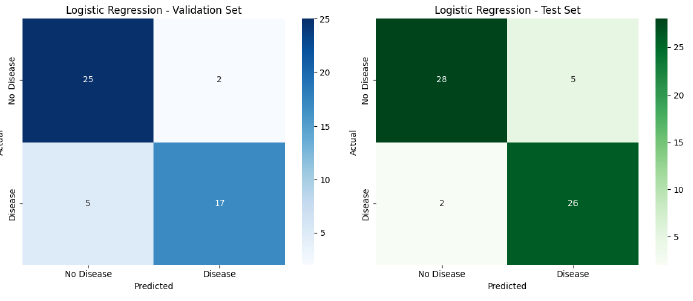 Logistic Regression - Validation Set
No Disease
Disease
Actual
25
2
5
17
No Disease
Disease
Predicted
25
20
15
10
5
Logistic Regression - Test Set
No Disease
Disease
Actual
28
5
2
26
No Disease
Disease
Predicted
25
20
15
10
5